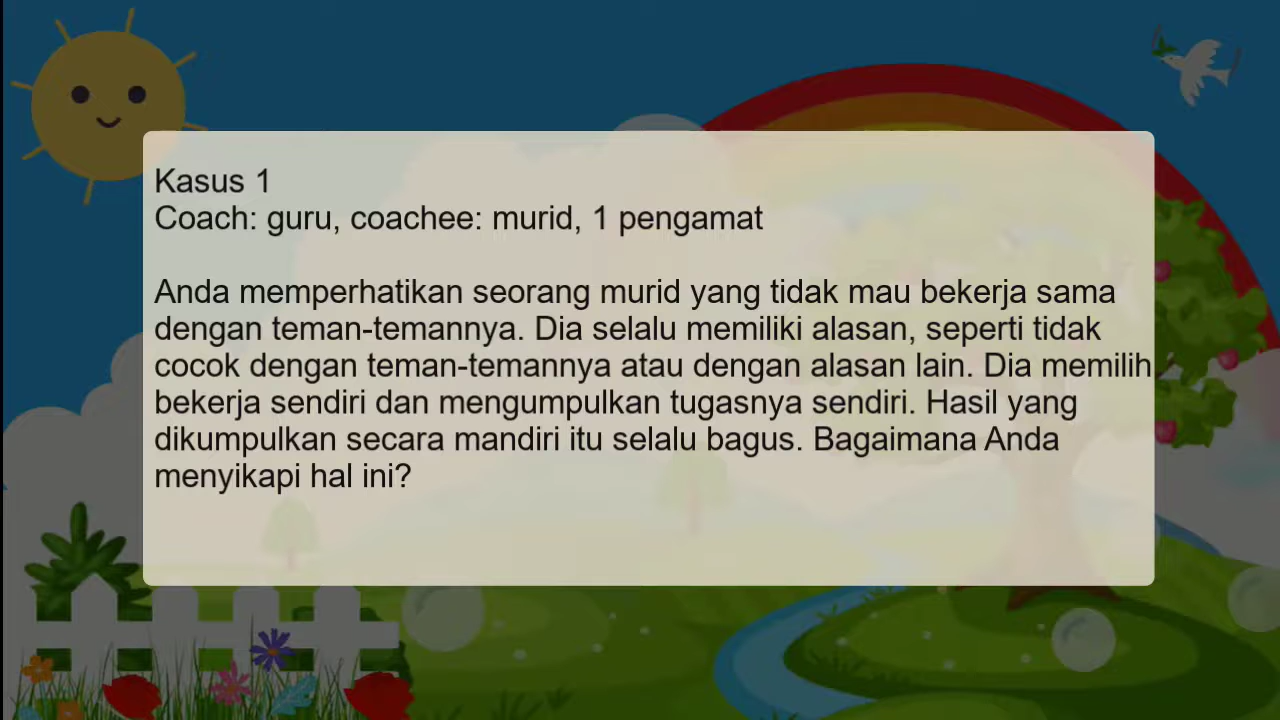 Kasus 1
Coach: guru, coachee: murid, 1 pengamat
Anda memperhatikan seorang murid yang tidak mau bekerja sama
dengan teman-temannya. Dia selalu memiliki alasan, seperti tidak
cocok dengan teman-temannya atau dengan alasan lain. Dia memilih
bekerja sendiri dan mengumpulkan tugasnya sendiri. Hasil yang
dikumpulkan secara mandiri itu selalu bagus. Bagaimana Anda
menyikapi hal ini?